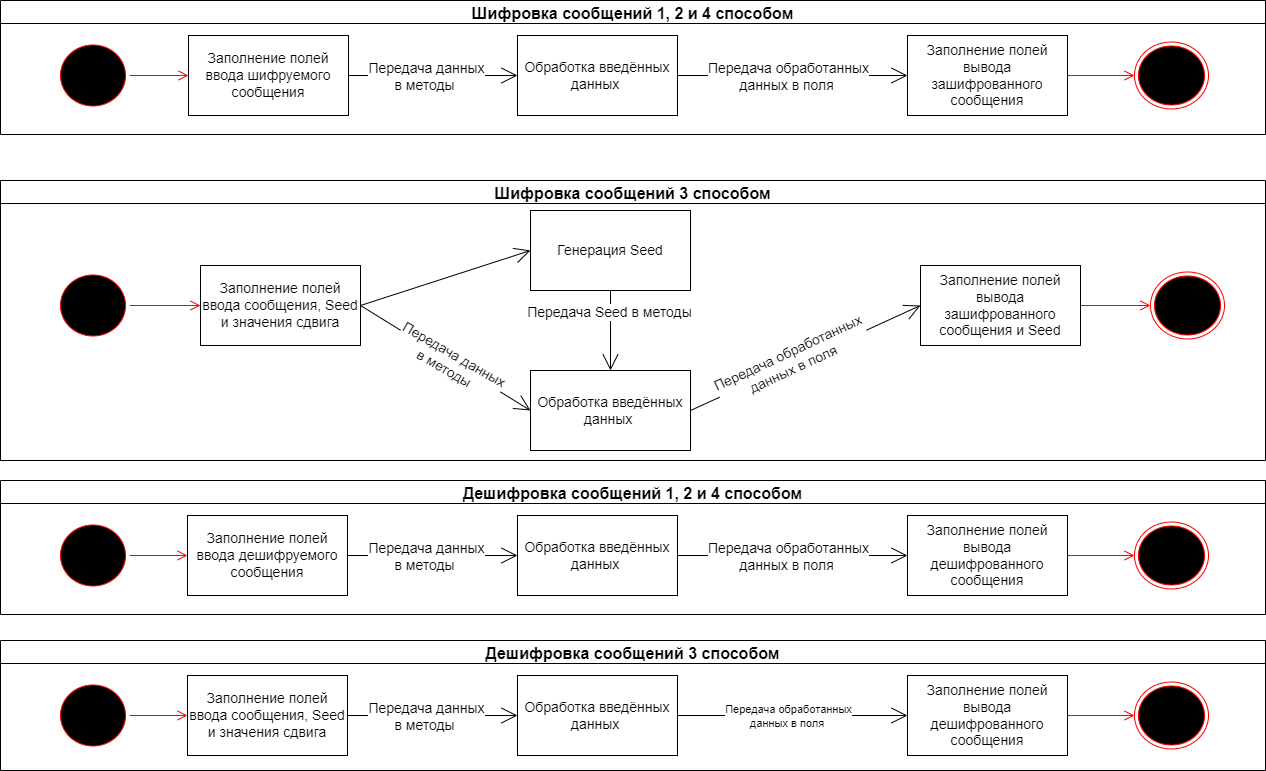 Шифровка сообщений 1, 2 и 4 способом
Заполнение полей
ввода шифруемого
сообщения
Передача данных
в методы
Обработка введённых
данных
Передача обработанных
данных в поля
Заполнение полей
вывода
зашифрованного
сообщения
Шифровка сообщений 3 способом
Заполнение полей
ввода сообщения, Seed
и значения сдвига
Генерация Seed
Передача Seed в методы
Передача данных
в методы
Обработка введённых
данных
Передача обработанных
данных в поля
Заполнение полей
вывода
зашифрованного
сообщения и Seed
Дешифровка сообщений 1, 2 и 4 способом
Заполнение полей
ввода дешифруемого
сообщения
Передача данных
в методы
Обработка введённых
данных
Передача обработанных
данных в поля
Заполнение полей
вывода
дешифрованного
сообщения
Дешифровка сообщений 3 способом
Заполнение полей
ввода сообщения, Seed
и значения сдвига
Передача данных
в методы
Обработка введённых
данных
Передача обработанных
данных в поля
Заполнение полей
вывода
дешифрованного
сообщения